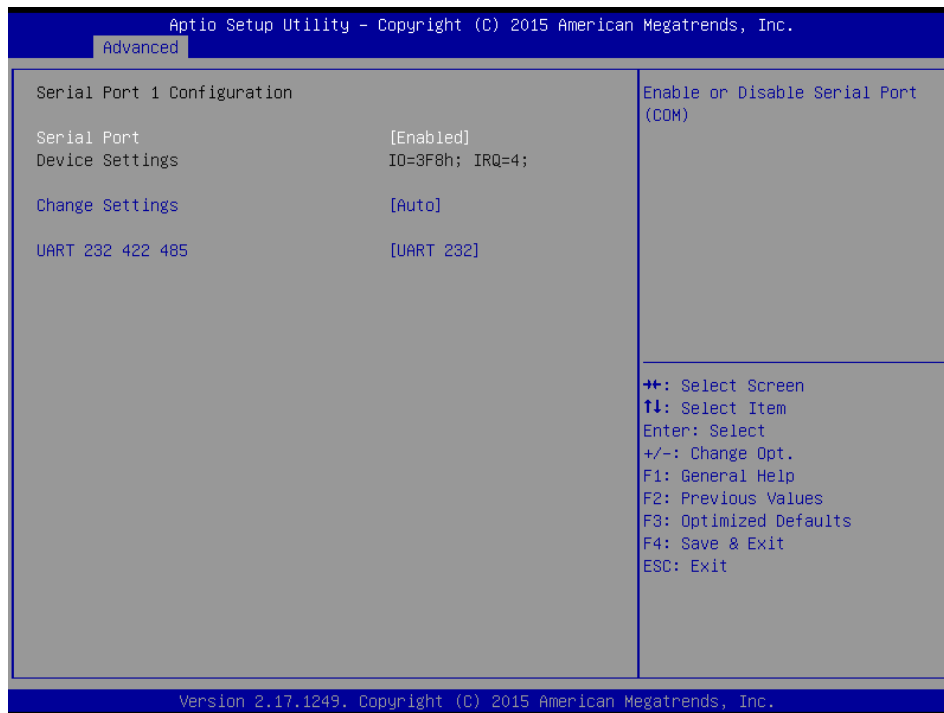 Aptio Setup Utility – Copyright (C) 2015 American Megatrends, Inc.
Advanced
Serial Port 1 Configuration
Serial Port [Enabled]
Device Settings IO=3F8h; IRQ=4;
Change Settings [Auto]
UART 232 422 485 [UART 232]
Enable or Disable Serial Port
(COM)
→←: Select Screen
↑↓: Select Item
Enter: Select
+/-: Change Opt.
F1: General Help
F2: Previous Values
F3: Optimized Defaults
F4: Save & Exit
ESC: Exit
Version 2.17.1249. Copyright (C) 2015 American Megatrends, Inc.